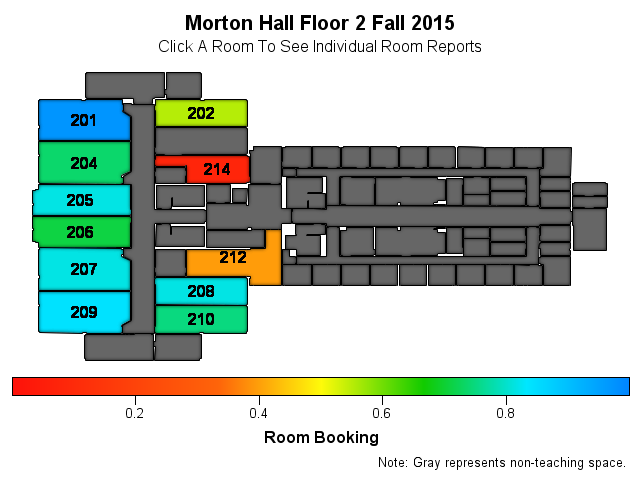 Morton Hall Floor 2 Fall 2015
Click A Room To See Individual Room Reports
201
202
204
214
205
206
212
207
208
209
210
0.2 0.4 0.6 0.8
Room Booking
Note: Gray represents non-teaching space.